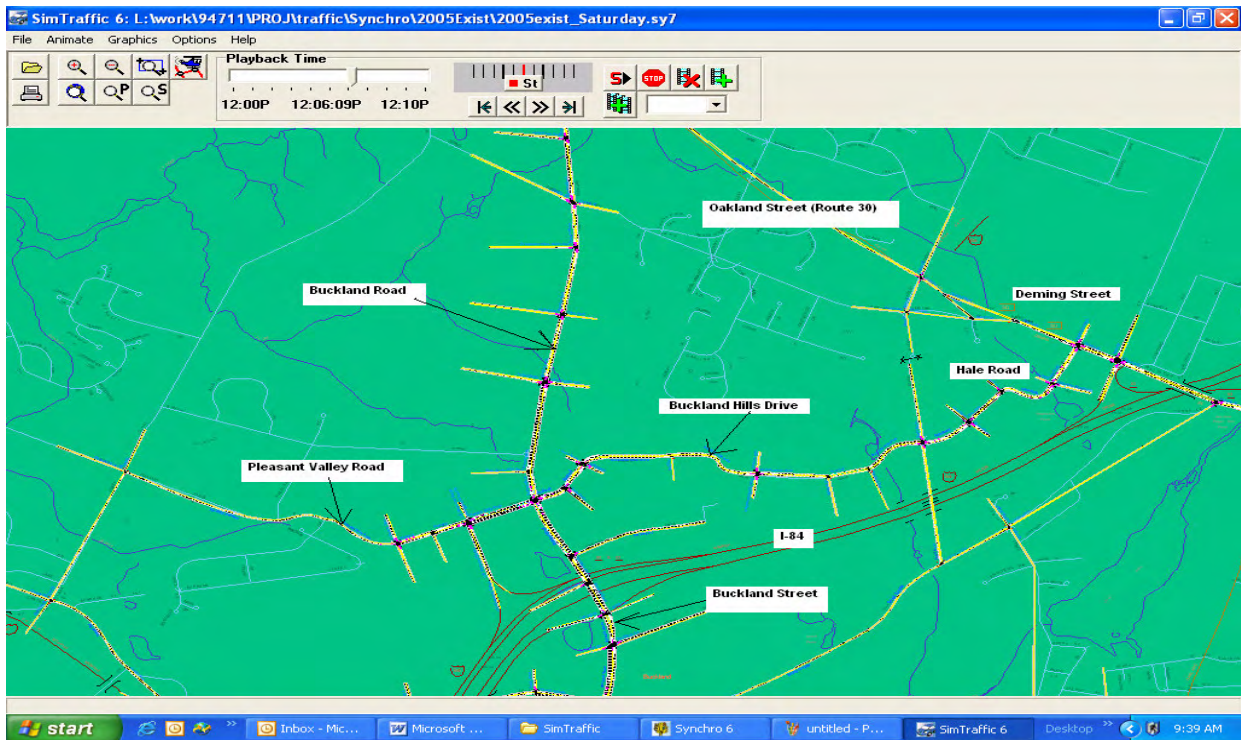 SimTraffic 6: L:\work\94711\PROJ\traffic\Synchro\2005Exist\2005exist_Saturday.sy7
File Animate Graphics Options Help
Playback Time
St
S
STOP
P
S
12:00P 12:06:09P 12:10P
Oakland Street (Route 30)
Buckland Road
Deming Street
Hale Road
Buckland Hills Drive
Pleasant Valley Road
I-84
Buckland Street
start
Inbox - Mic...
Microsoft ...
SimTraffic
Synchro 6
untitled - P...
SimTraffic 6
Desktop
9:39 AM